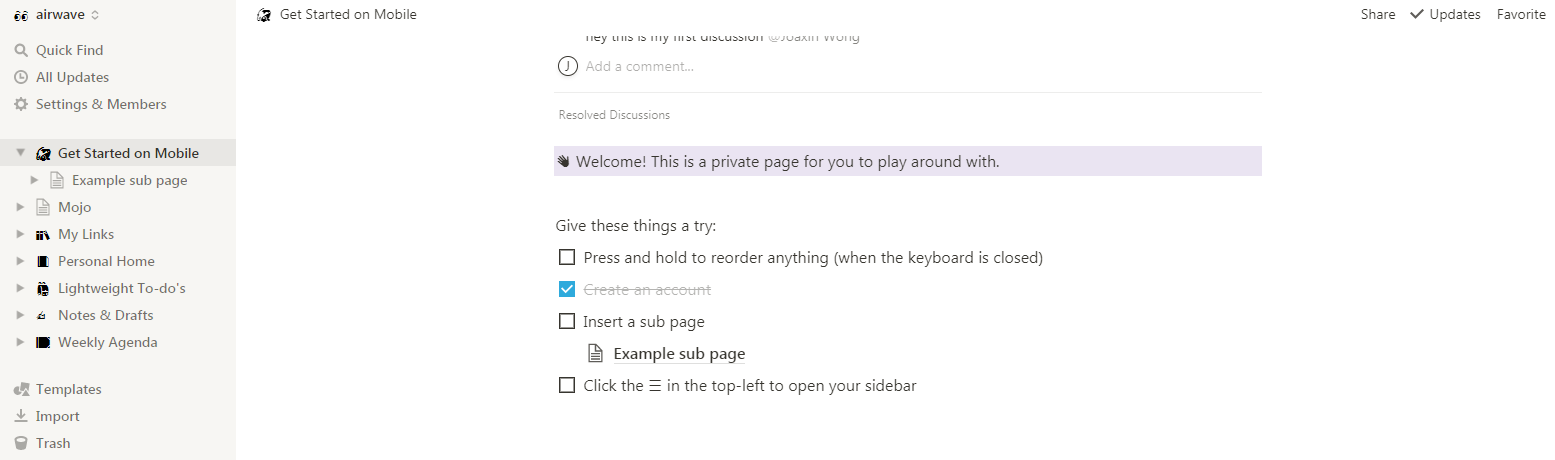 airwave
Quick Find
All Updates
Settings & Members
Get Started on Mobile
Example sub page
Mojo
My Links
Personal Home
Lightweight To-do's
Notes & Drafts
Weekly Agenda
Templates
Import
Trash
Get Started on Mobile
Share Updates Favorite
hey this is my first discussion @Joaxin Wong
J Add a comment...
Resolved Discussions
Welcome! This is a private page for you to play around with.
Give these things a try:
Press and hold to reorder anything (when the keyboard is closed)
Create an account
Insert a sub page
Example sub page
Click the ☰ in the top-left to open your sidebar